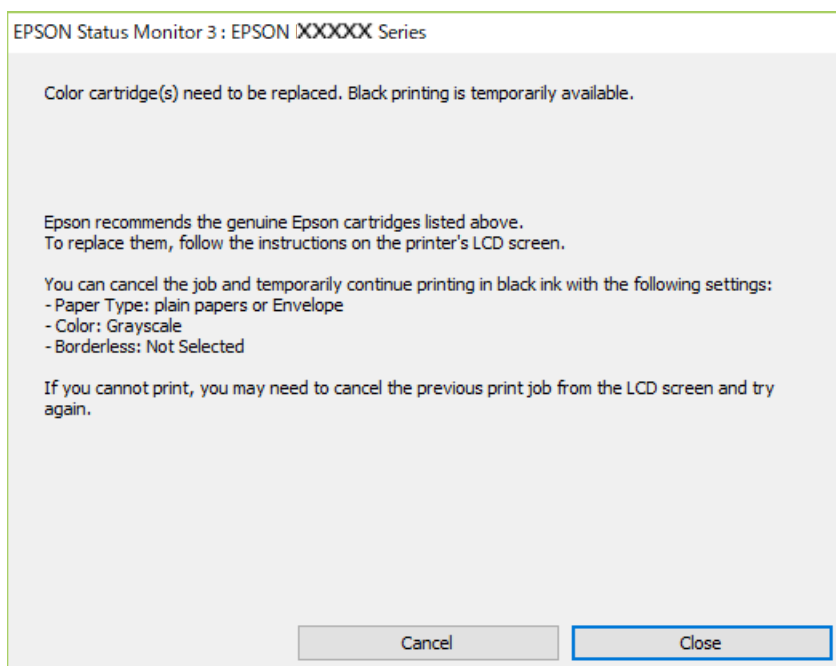 EPSON Status Monitor 3 : EPSON XXXXX Series
Color cartridge(s) need to be replaced. Black printing is temporarily available.
Epson recommends the genuine Epson cartridges listed above.
To replace them, follow the instructions on the printer's LCD screen.
You can cancel the job and temporarily continue printing in black ink with the following settings:
- Paper Type: plain papers or Envelope
- Color: Grayscale
- Borderless: Not Selected
If you cannot print, you may need to cancel the previous print job from the LCD screen and try
again.
Cancel
Close